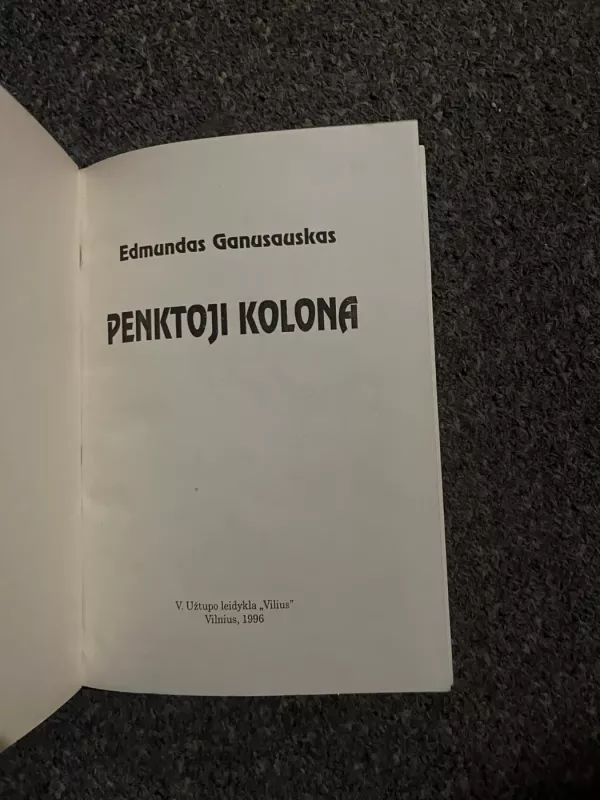 Edmundas Ganusauskas
PENKTOJI KOLONA
V. Užtupo leidykla „Vilius"
Vilnius, 1996